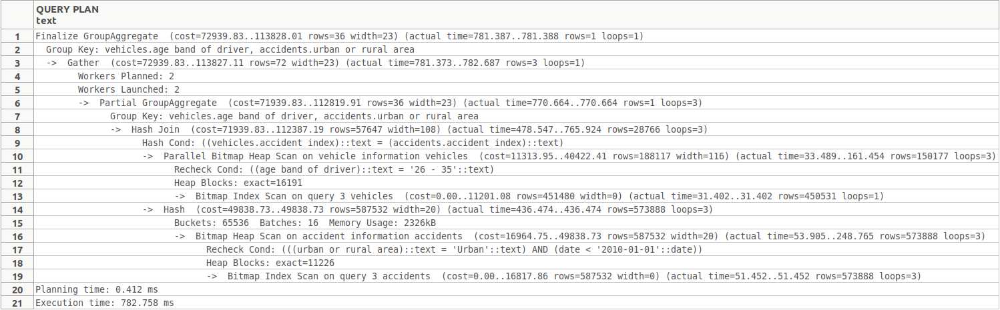 QUERY PLAN
text
1 Finalize GroupAggregate (cost=72939.83..113828.01 rows=36 width=23) (actual time=781.387..781.388 rows=1 loops=1)
2 Group Key: vehicles.age band of driver, accidents.urban or rural area
3 -> Gather (cost=72939.83..113827.11 rows=72 width=23) (actual time=781.373..782.687 rows=3 loops=1)
4 Workers Planned: 2
5 Workers Launched: 2
6 -> Partial GroupAggregate (cost=71939.83..112819.91 rows=36 width=23) (actual time=770.664..770.664 rows=1 loops=3)
7 Group Key: vehicles.age band of driver, accidents.urban or rural area
8 -> Hash Join (cost=71939.83..112387.19 rows=57647 width=108) (actual time=478.547..765.924 rows=28766 loops=3)
9 Hash Cond: ((vehicles.accident index)::text = (accidents.accident index)::text)
10 -> Parallel Bitmap Heap Scan on vehicle information vehicles (cost=11313.95..40422.41 rows=188117 width=116) (actual time=33.489..161.454 rows=150177 loops=3)
11 Recheck Cond: ((age band of driver)::text = '26 - 35'::text)
12 Heap Blocks: exact=16191
13 -> Bitmap Index Scan on query 3 vehicles (cost=0.00..11201.08 rows=451480 width=0) (actual time=31.402..31.402 rows=450531 loops=1)
14 -> Hash (cost=49838.73..49838.73 rows=587532 width=20) (actual time=436.474..436.474 rows=573888 loops=3)
15 Buckets: 65536 Batches: 16 Memory Usage: 2326kB
16 -> Bitmap Heap Scan on accident information accidents (cost=16964.75..49838.73 rows=587532 width=20) (actual time=53.905..248.765 rows=573888 loops=3)
17 Recheck Cond: (((urban or rural area)::text = 'Urban'::text) AND (date < '2010-01-01'::date))
18 Heap Blocks: exact=11226
19 -> Bitmap Index Scan on query 3 accidents (cost=0.00..16817.86 rows=587532 width=0) (actual time=51.452..51.452 rows=573888 loops=3)
20 Planning time: 0.412 ms
21 Execution time: 782.758 ms